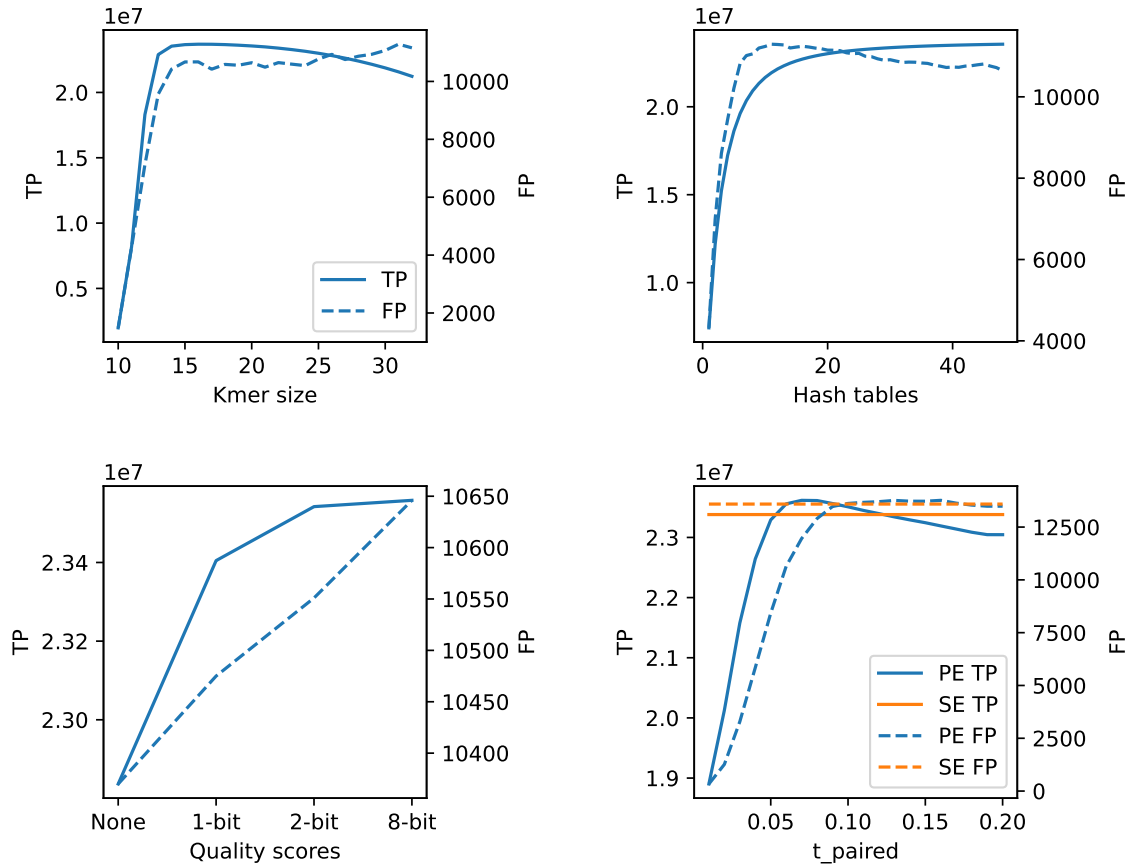 1e7
TP
2.0
1.5
1.0
0.5
10000
8000
6000
4000
2000
FP
TP
FP
10 15 20 25 30
Kmer size
1e7
TP
2.0
1.5
1.0
10000
8000
6000
4000
FP
0 20 40
Hash tables
1e7
TP
2.34
2.32
2.30
10650
10600
10550
10500
10450
10400
FP
None 1-bit 2-bit 8-bit
Quality scores
1e7
TP
2.3
2.2
2.1
2.0
1.9
12500
10000
7500
5000
2500
0
FP
PE TP
SE TP
PE FP
SE FP
0.05 0.10 0.15 0.20
t_paired